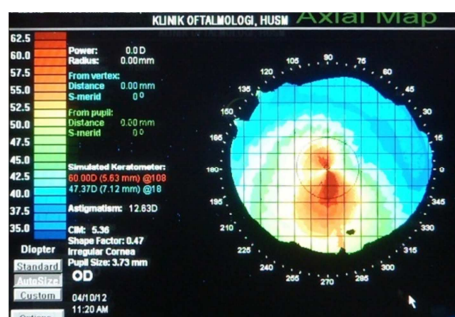 KLINIK OFTALMOLOGI, HUSM
Axial Map
62.5
60.0
57.5
55.0
52.5
50.0
47.5
45.0
42.5
40.0
37.5
35.0
Diopter
Standard
AutoSize
Custom
Options
Power: 0.0 D
Radius: 0.00 mm
From vertex:
Distance 0.00 mm
S-merid 0°
From pupil:
Distance 0.00 mm
S-merid 0°
Simulated Keratometer:
60.00D (5.63 mm) @108
47.37D (7.12 mm) @18
Astigmatism: 12.63D
CIM: 5.36
Shape Factor: 0.47
Irregular Cornea
Pupil Size: 3.73 mm
OD
04/10/12
11:20 AM
90
75
60
45
30
15
0
345
330
315
300
285
270
255
240
225
210
195
180
165
150
135
120
105